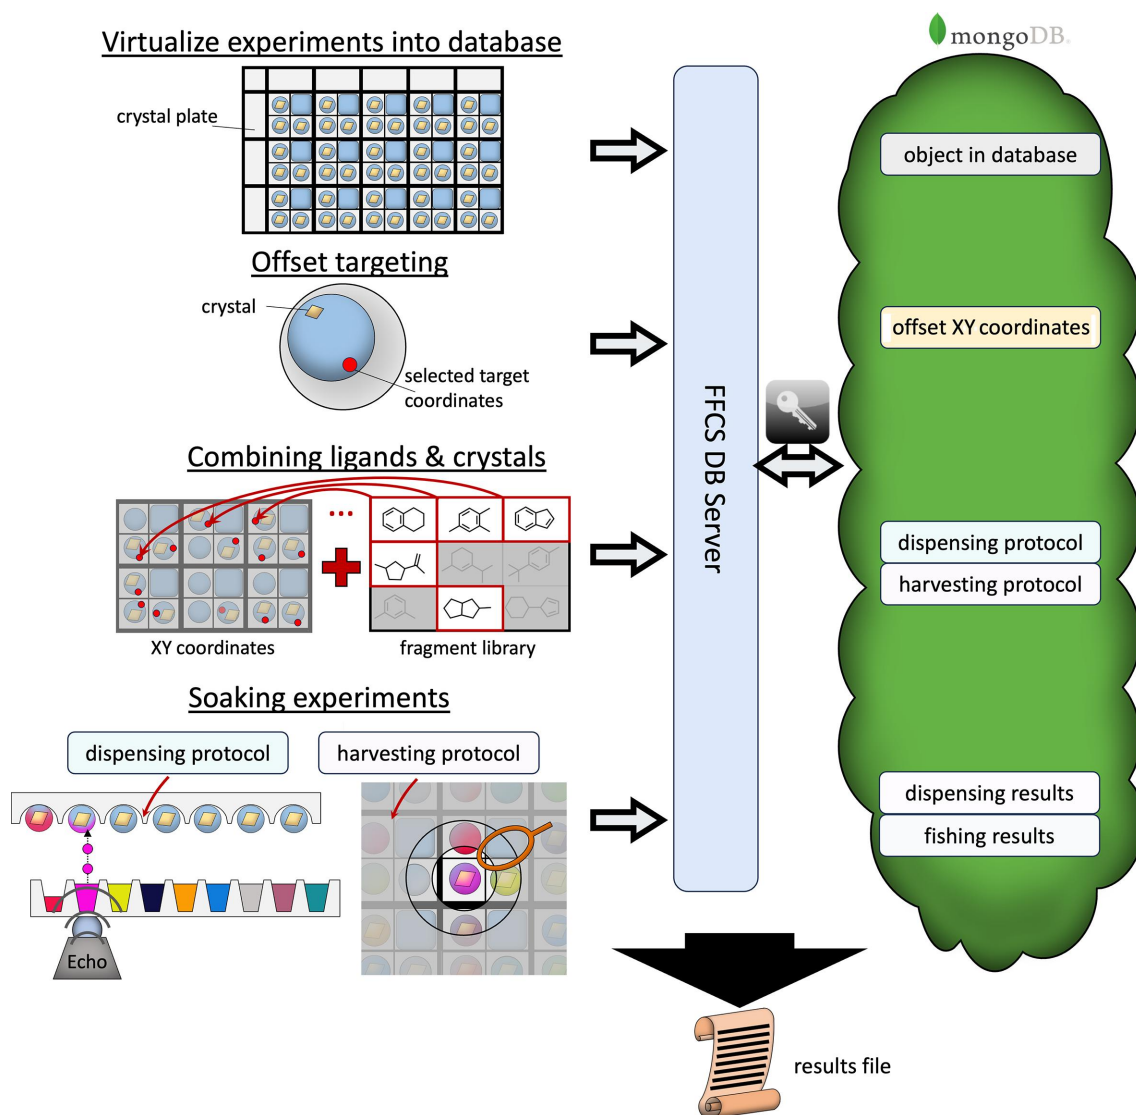 Virtualize experiments into database
crystal plate
Offset targeting
crystal
selected target
coordinates
Combining ligands & crystals
...
XY coordinates
fragment library
Soaking experiments
dispensing protocol
harvesting protocol
Echo
FFCS DB Server
mongoDB®
object in database
offset XY coordinates
dispensing protocol
harvesting protocol
dispensing results
fishing results
results file